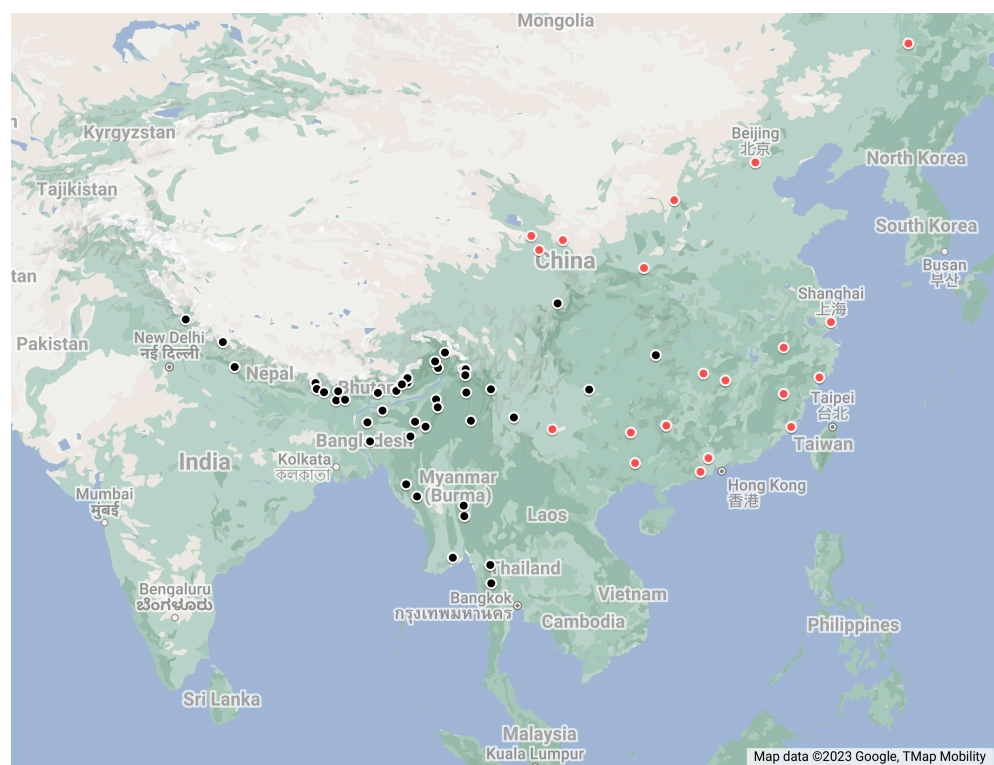 Mongolia
n
Kyrgyzstan
Beijing
北京
North Korea
Tajikistan
South Korea
China
tan
Busan
부산
Shanghai
上海
Pakistan
New Delhi
नई दिल्ली
Nepal
Bhutan
Taipei
台北
Bangladesh
Taiwan
India
Kolkata
কলকাতা
Myanmar
(Burma)
Hong Kong
香港
Mumbai
मुंबई
Laos
Thailand
Bengaluru
ಬೆಂಗಳೂರು
Bangkok
กรุงเทพมหานคร
Vietnam
Cambodia
Philippines
Sri Lanka
Malaysia
Kuala Lumpur
Map data ©2023 Google, TMap Mobility